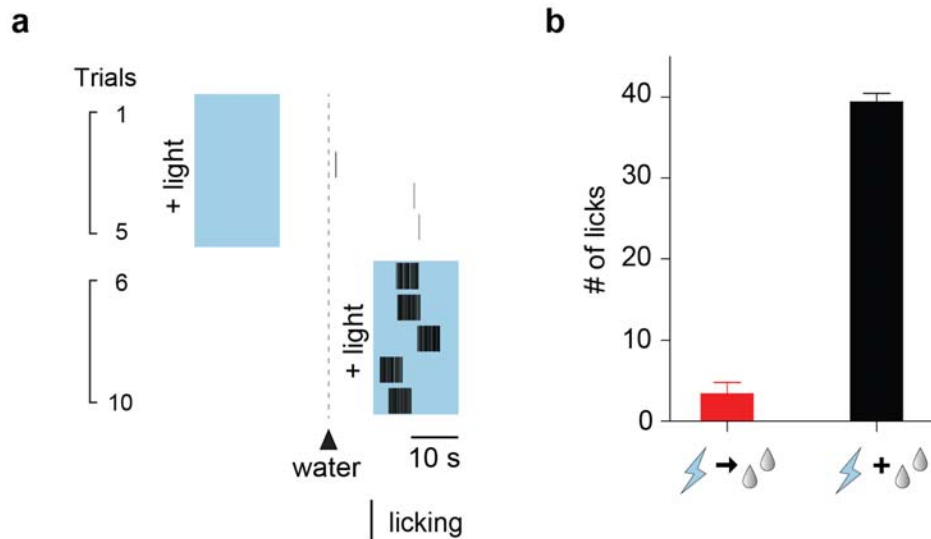 a
Trials
1
+ light
5
6
+ light
10
water
10 s
licking
b
# of licks
40
30
20
10
0
+